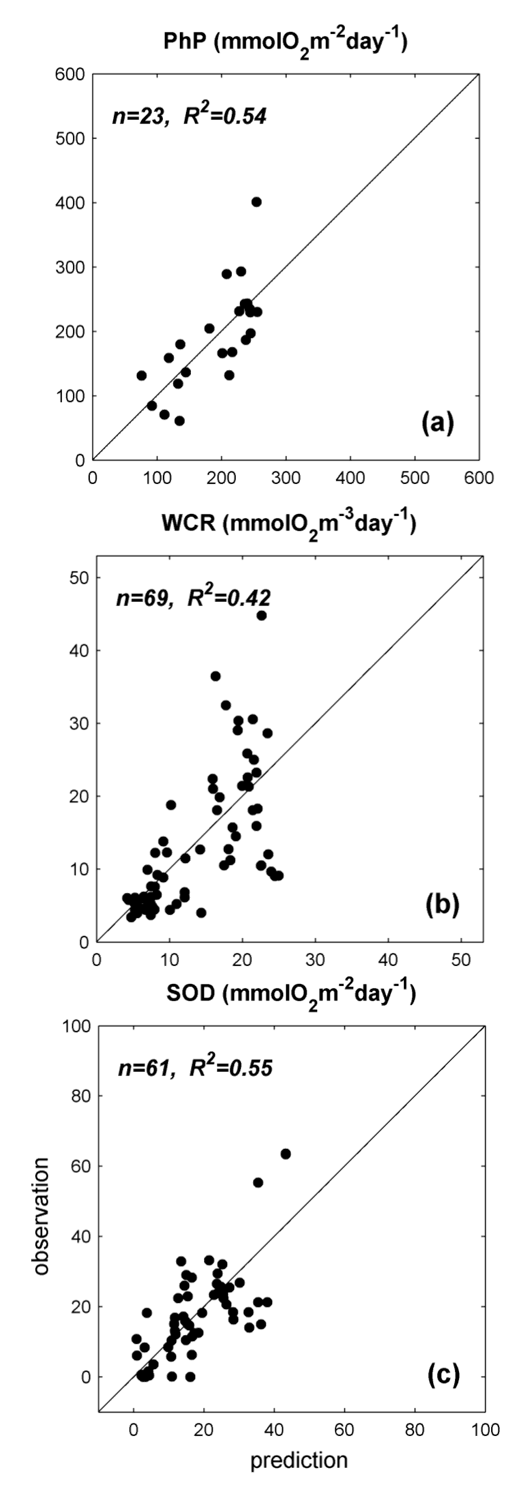 PhP (mmolO2m-2day-1)
600
n=23, R2=0.54
500
400
300
200
100
(a)
0
0 100 200 300 400 500 600
WCR (mmolO2m-3day-1)
50
n=69, R2=0.42
40
30
20
10
(b)
0
0 10 20 30 40 50
SOD (mmolO2m-2day-1)
100
n=61, R2=0.55
80
60
observation
40
20
0
(c)
0 20 40 60 80 100
prediction